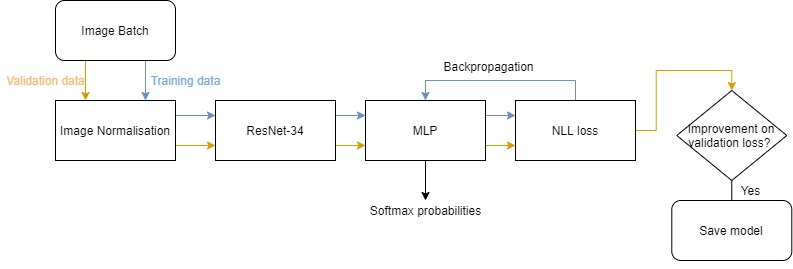 Image Batch
Validation data
Training data
Backpropagation
Image Normalisation
ResNet-34
MLP
NLL loss
Improvement on
validation loss?
Yes
Softmax probabilities
Save model